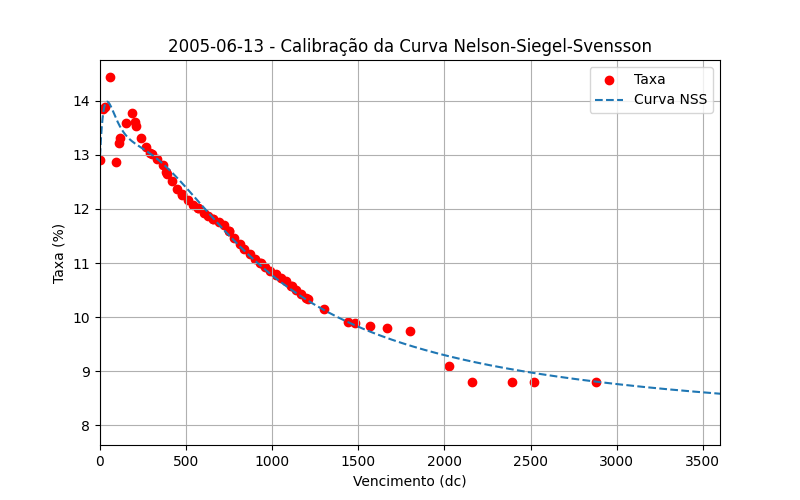 2005-06-13 - Calibração da Curva Nelson-Siegel-Svensson
Taxa
Curva NSS
Taxa (%)
14
13
12
11
10
9
8
0 500 1000 1500 2000 2500 3000 3500
Vencimento (dc)